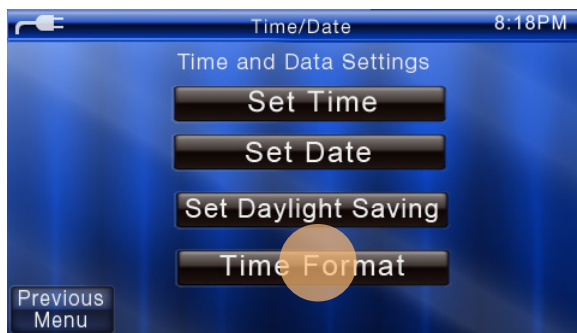 Time/Date 8:18PM
Time and Data Settings
Set Time
Set Date
Set Daylight Saving
Time Format
Previous
Menu